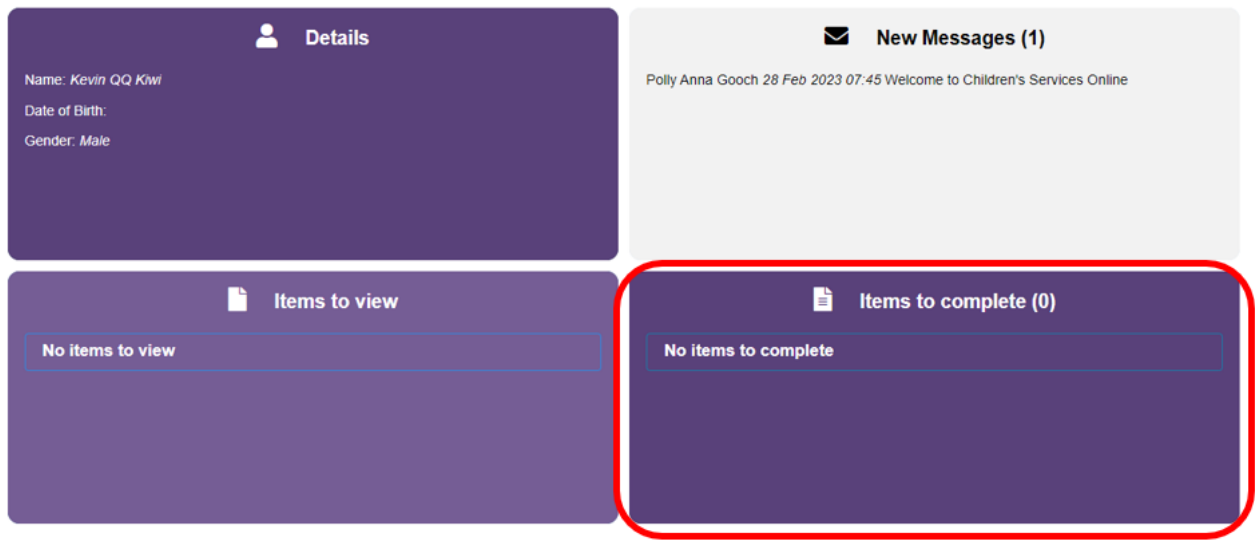 Details
Name: Kevin QQ Kiwi
Date of Birth:
Gender: Male
New Messages (1)
Polly Anna Gooch 28 Feb 2023 07:45 Welcome to Children's Services Online
Items to view
No items to view
Items to complete (0)
No items to complete